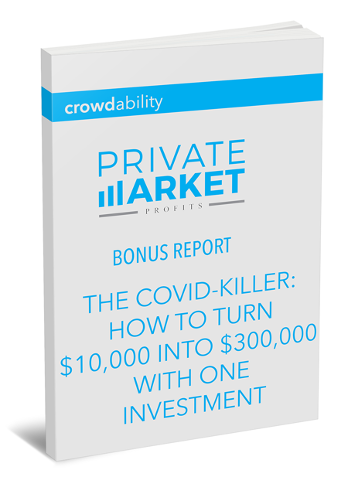 crowdability
PRIVATE
MARKET
PROFITS
BONUS REPORT
THE COVID-KILLER:
HOW TO TURN
$10,000 INTO $300,000
WITH ONE
INVESTMENT